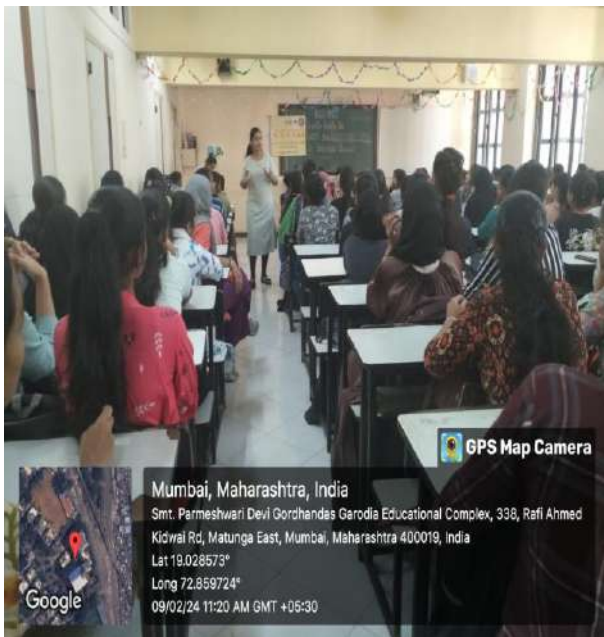 GPS Map Camera
Mumbai, Maharashtra, India
Smt. Parmeshwari Devi Gordhandas Garodia Educational Complex, 338, Rafi Ahmed
Kidwai Rd, Matunga East, Mumbai, Maharashtra 400019, India
Lat 19.028573°
Long 72.859724°
09/02/24 11:20 AM GMT +05:30
Google